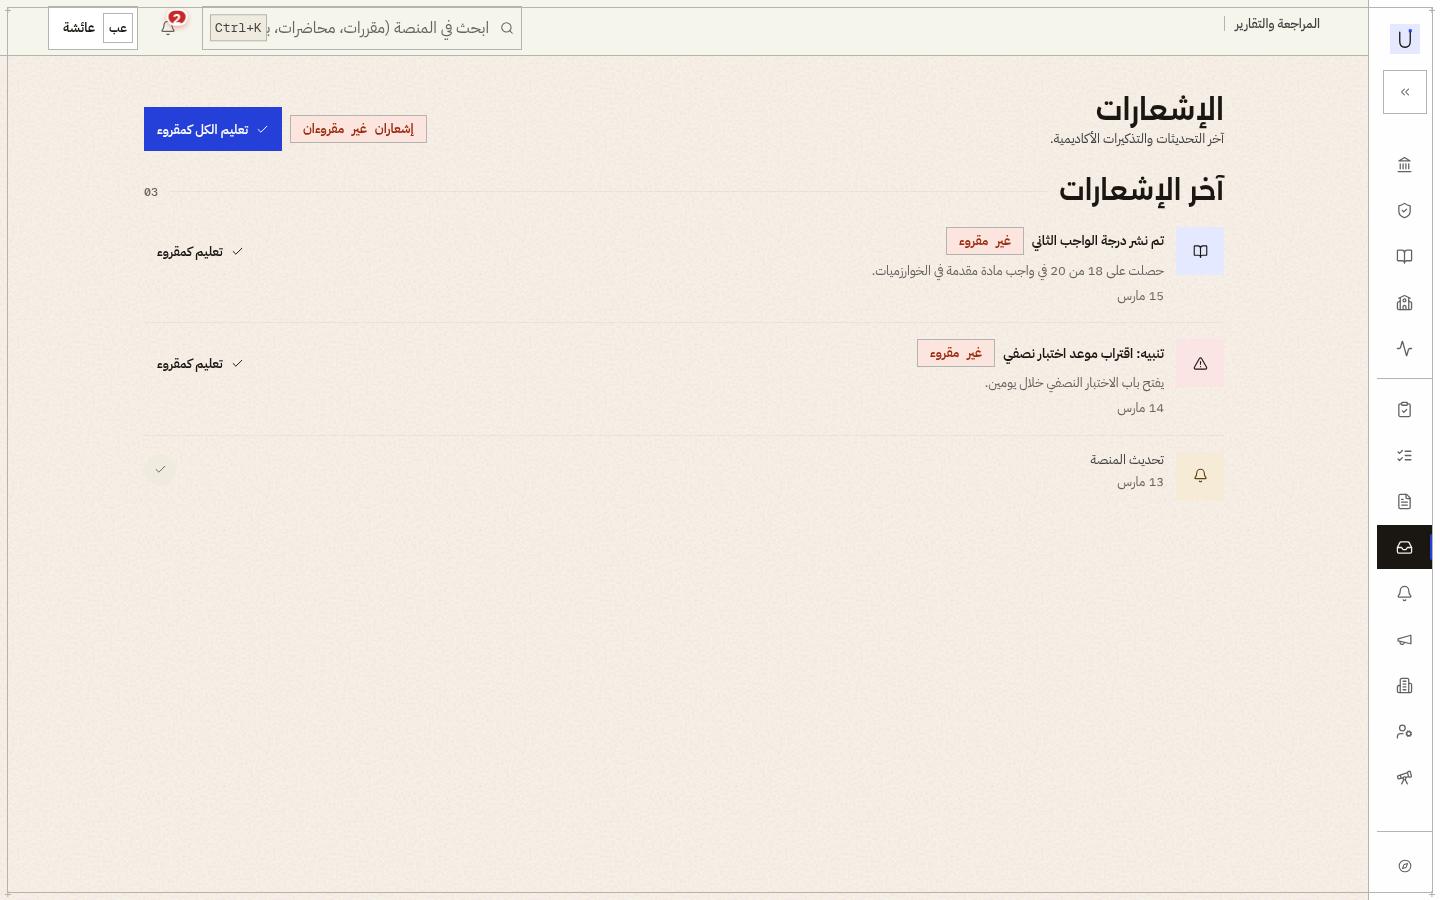 المراجعة والتقارير
ابحث في المنصة (مقررات، محاضرات،
Ctrl+K
2
عب
عائشة
الإشعارات
آخر التحديثات والتذكيرات الأكاديمية.
إشعاران غير مقروءان
تعليم الكل كمقروء
آخر الإشعارات
03
تم نشر درجة الواجب الثاني
غير مقروء
تعليم كمقروء
حصلت على 18 من 20 في واجب مادة مقدمة في الخوارزميات.
15 مارس
تنبيه: اقتراب موعد اختبار نصفي
غير مقروء
تعليم كمقروء
يفتح باب الاختبار النصفي خلال يومين.
14 مارس
تحديث المنصة
13 مارس